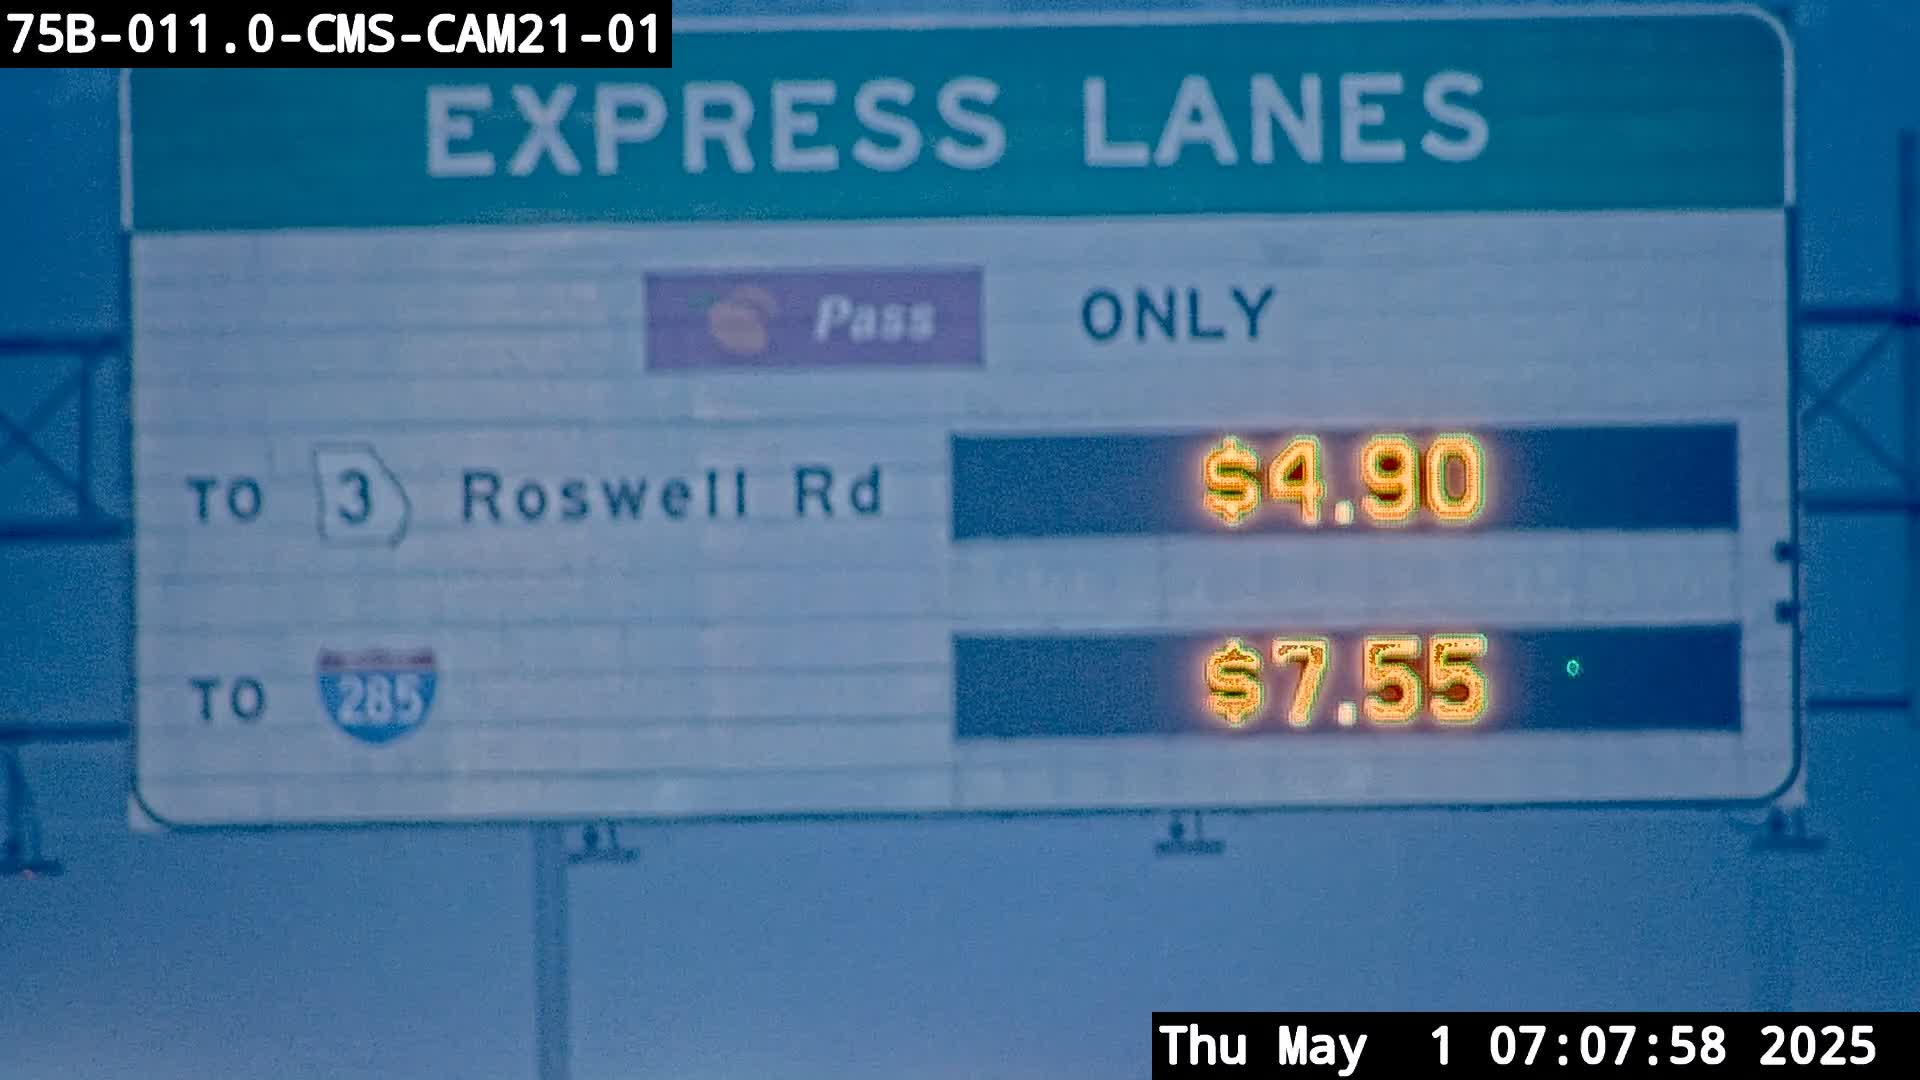 75B-011.0-CMS-CAM21-01
EXPRESS LANES
Pass ONLY
TO 3 Roswell Rd $4.90
TO 285 $7.55
Thu May 1 07:07:58 2025